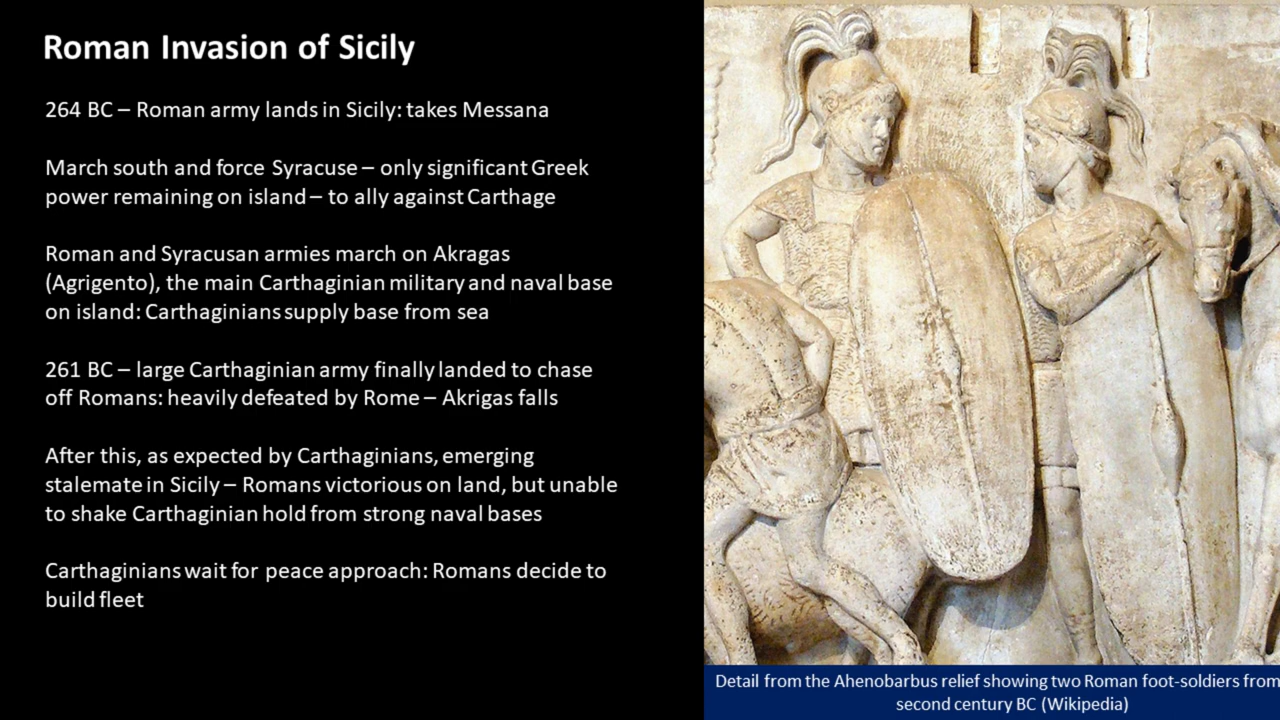 Roman Invasion of Sicily
264 BC – Roman army lands in Sicily: takes Messana
March south and force Syracuse – only significant Greek
power remaining on island – to ally against Carthage
Roman and Syracusan armies march on Akragas
(Agrigento), the main Carthaginian military and naval base
on island: Carthaginians supply base from sea
261 BC – large Carthaginian army finally landed to chase
off Romans: heavily defeated by Rome – Akrigas falls
After this, as expected by Carthaginians, emerging
stalemate in Sicily – Romans victorious on land, but unable
to shake Carthaginian hold from strong naval bases
Carthaginians wait for peace approach: Romans decide to
build fleet
Detail from the Ahenobarbus relief showing two Roman foot-soldiers from
second century BC (Wikipedia)